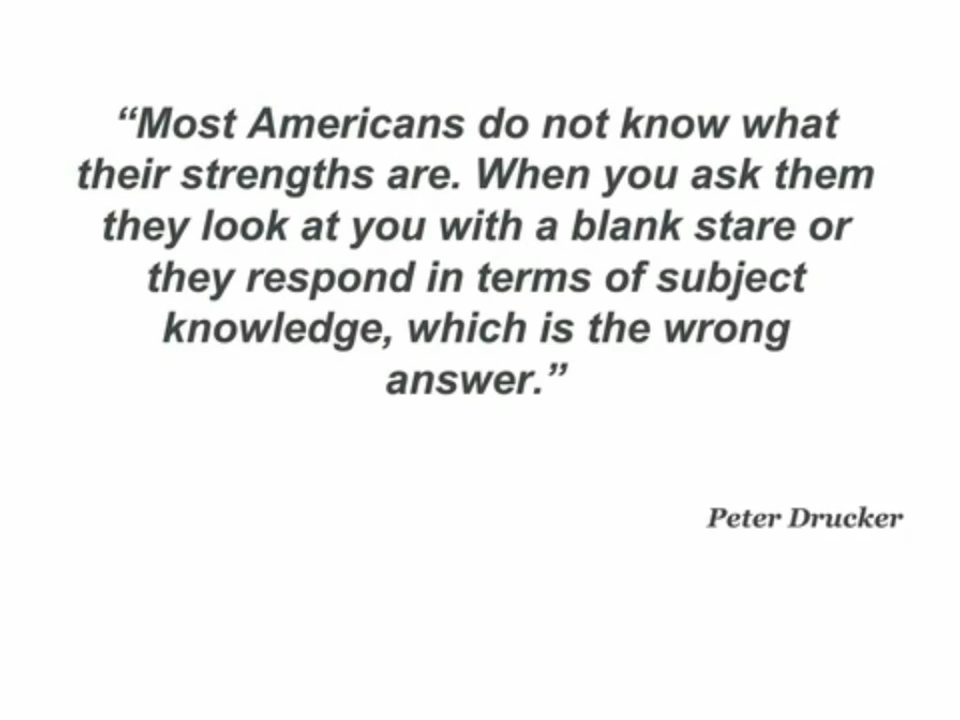 “Most Americans do not know what
their strengths are. When you ask them
they look at you with a blank stare or
they respond in terms of subject
knowledge, which is the wrong
answer.”
Peter Drucker